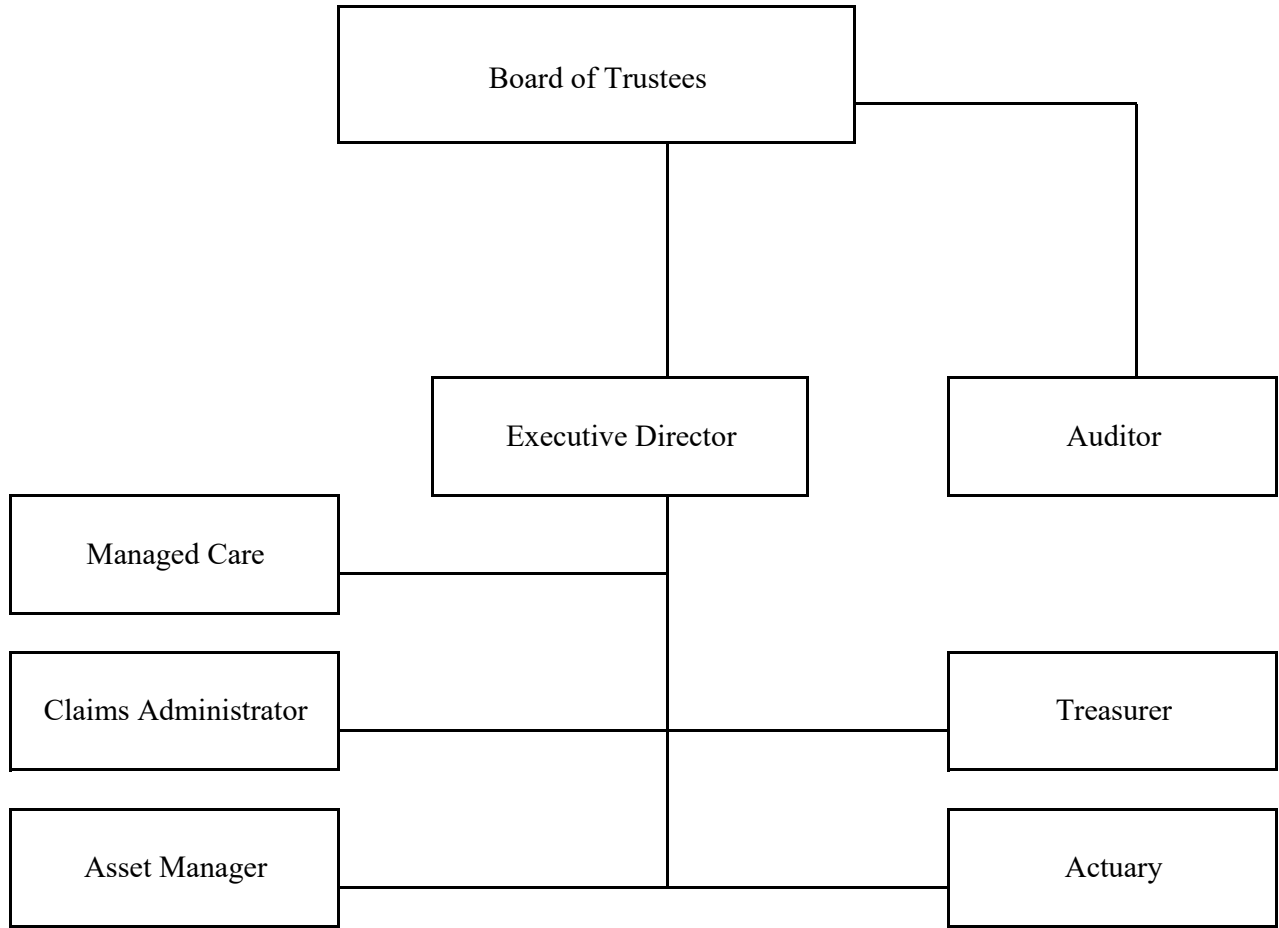 Board of Trustees
Executive Director
Auditor
Managed Care
Claims Administrator
Treasurer
Asset Manager
Actuary